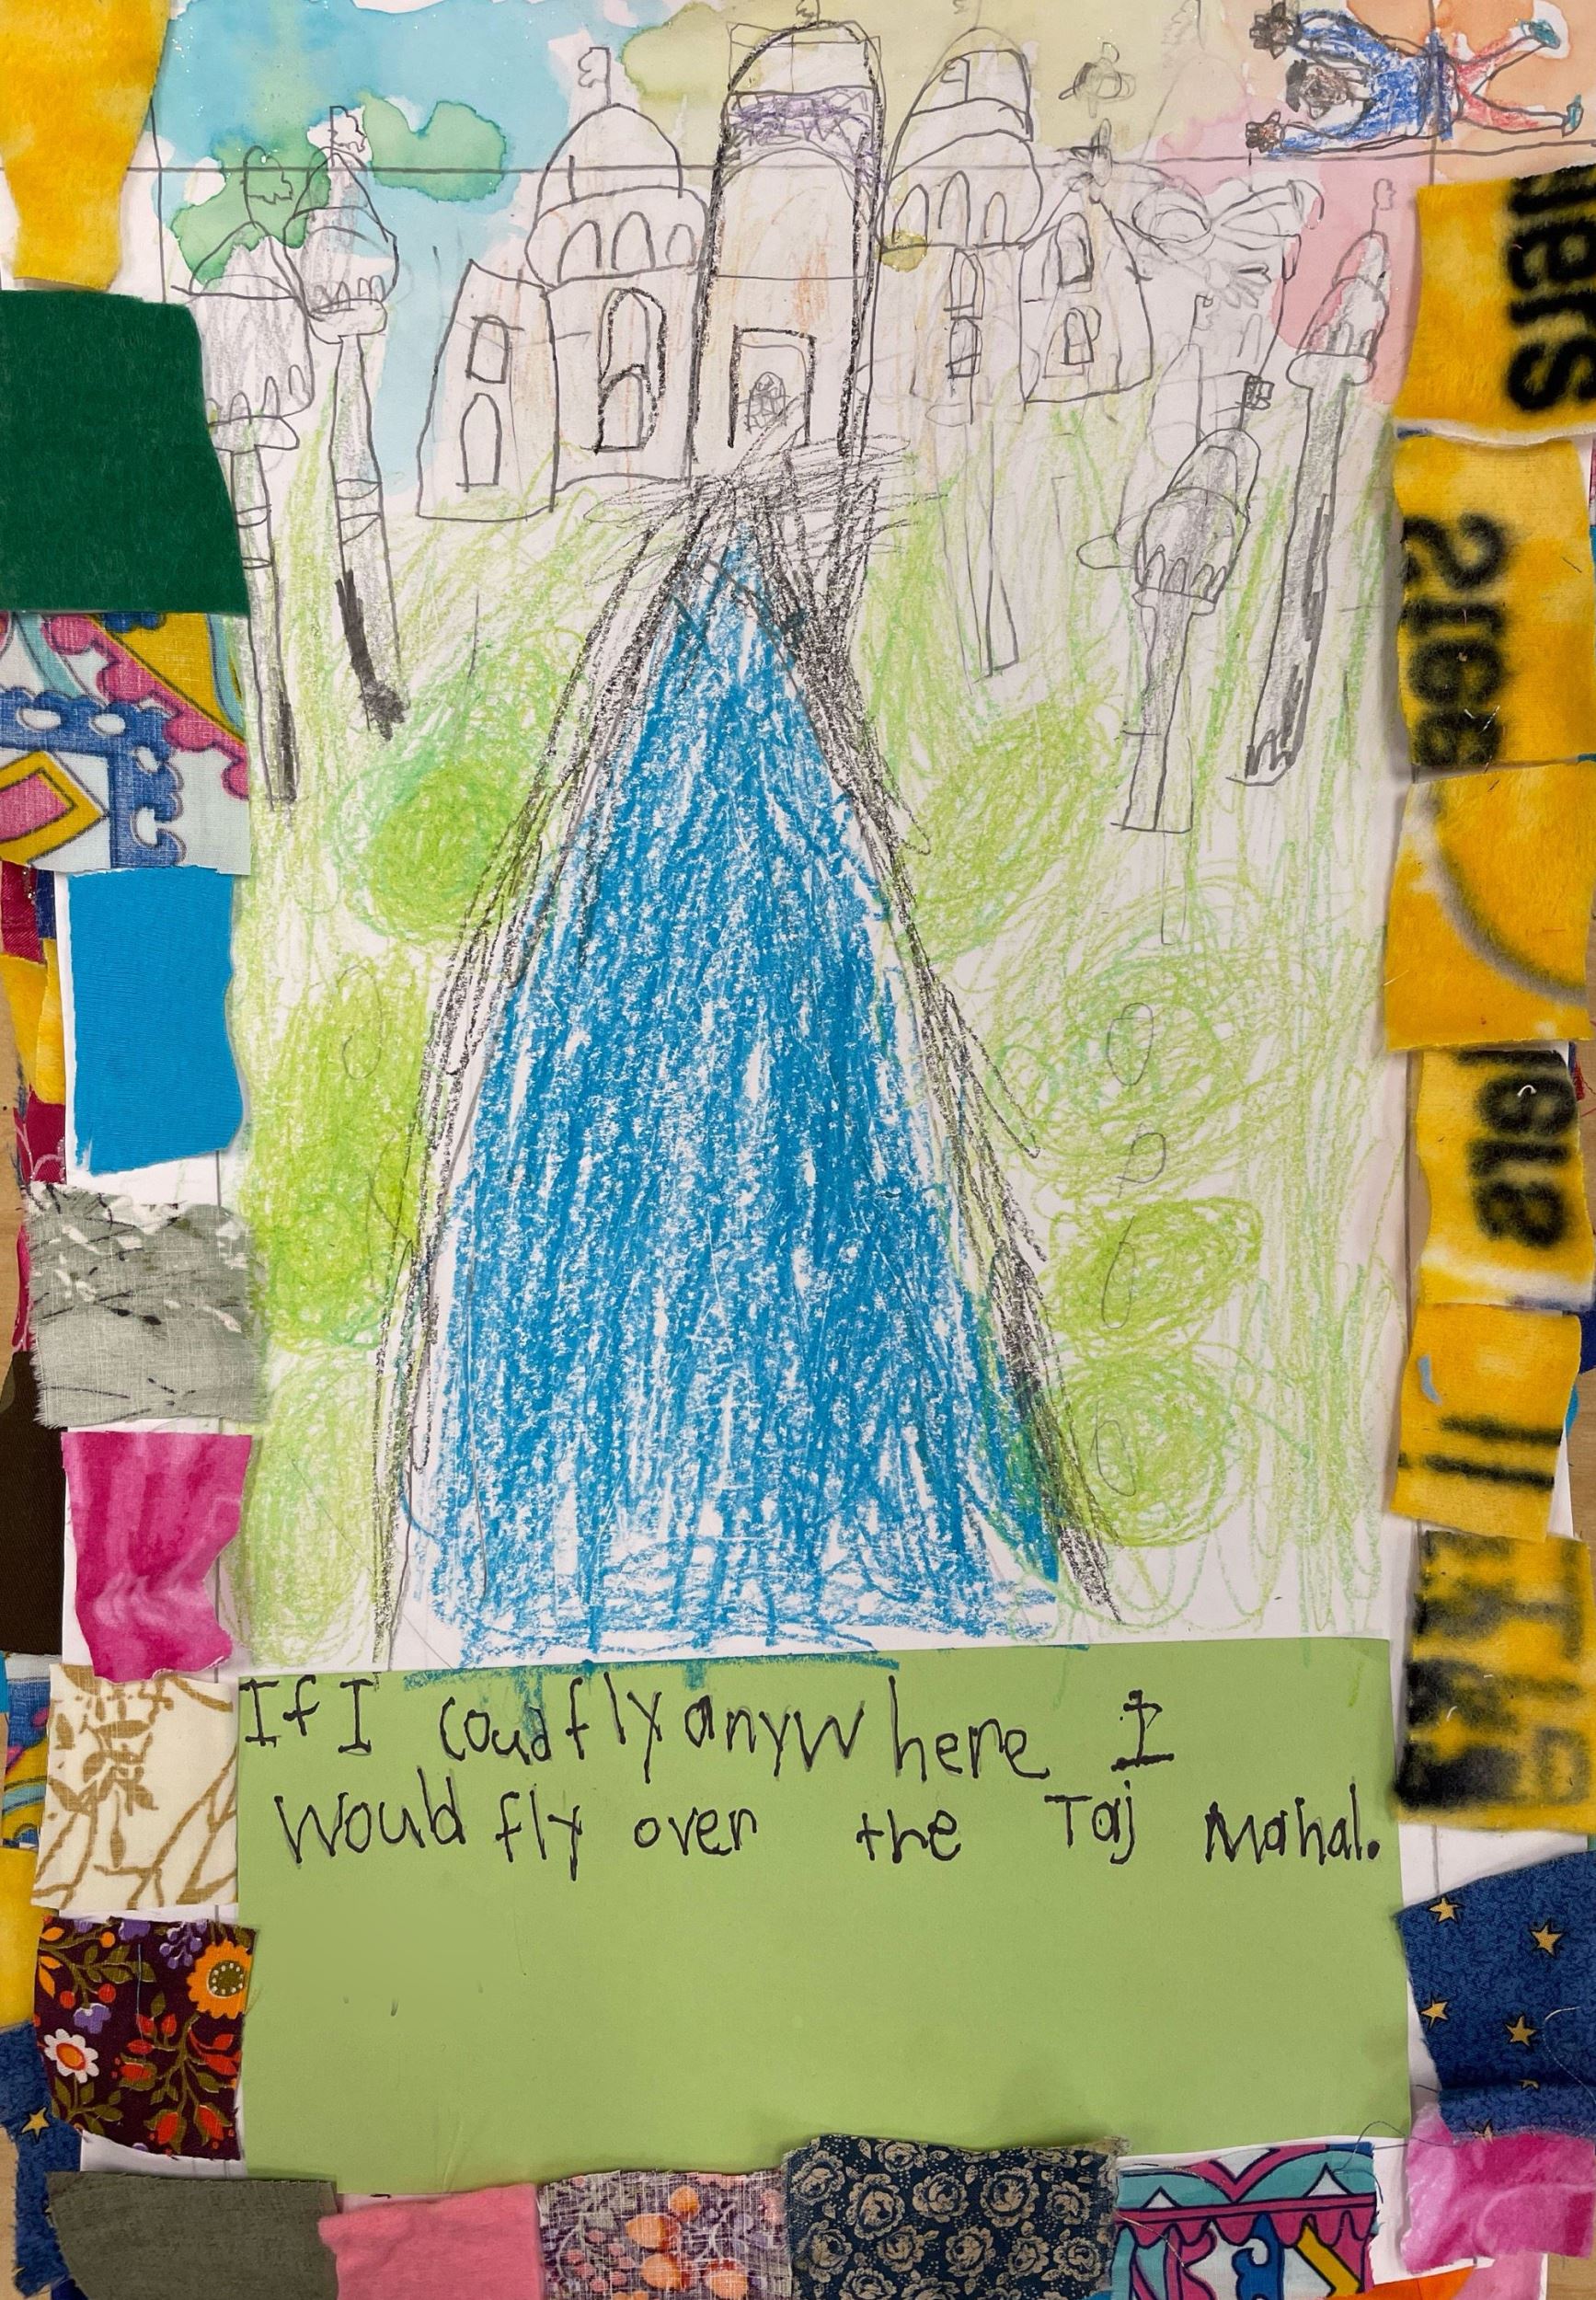 If I coud fly anywhere I
would fly over the Taj Mahal.